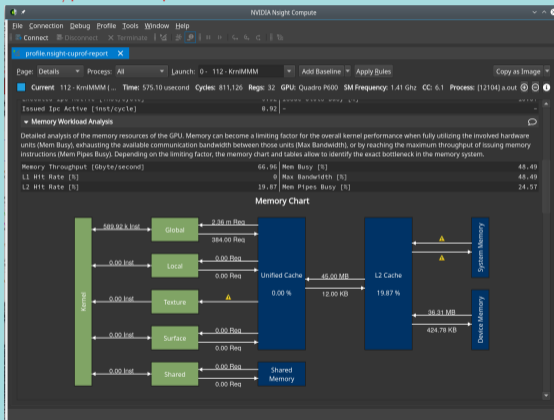 NVIDIA Nsight Compute
File Connection Debug Profile Tools Window Help
Connect Disconnect Terminate
profile.nsight-cuprof-report
Page: Details Process: All Launch: 0 - 112 - KrnlMMM Add Baseline Apply Rules Copy as Image
Current 112 - KrnlMMM (... Time: 575.10 usecond Cycles: 811,126 Regs: 32 GPU: Quadro P600 SM Frequency: 1.41 Ghz CC: 6.1 Process: [12104] a.out
Issued Ipc Active [inst/cycle] 0.92 -
Memory Workload Analysis
Detailed analysis of the memory resources of the GPU. Memory can become a limiting factor for the overall kernel performance when fully utilizing the involved hardware
units (Mem Busy), exhausting the available communication bandwidth between those units (Max Bandwidth), or by reaching the maximum throughput of issuing memory
instructions (Mem Pipes Busy). Depending on the limiting factor, the memory chart and tables allow to identify the exact bottleneck in the memory system.
Memory Throughput [Gbyte/second] 66.96 Mem Busy [%] 48.49
L1 Hit Rate [%] 0 Max Bandwidth [%] 48.49
L2 Hit Rate [%] 19.87 Mem Pipes Busy [%] 24.57
Memory Chart
Kernel
589.92 k Inst
Global
2.36 m Req
384.00 Req
0.00 Inst
Local
0.00 Req
0.00 Req
0.00 Inst
Texture
0.00 Inst
Surface
0.00 Req
0.00 Req
0.00 Inst
Shared
0.00 Req
0.00 Req
Unified Cache
0.00 %
Shared
Memory
45.00 MB
12.00 KB
L2 Cache
19.87 %
System Memory
36.31 MB
424.78 KB
Device Memory